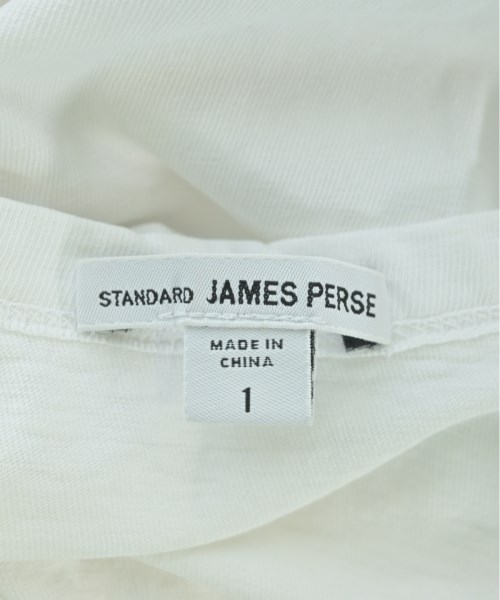 STANDARD JAMES PERSE
MADE IN
CHINA
1